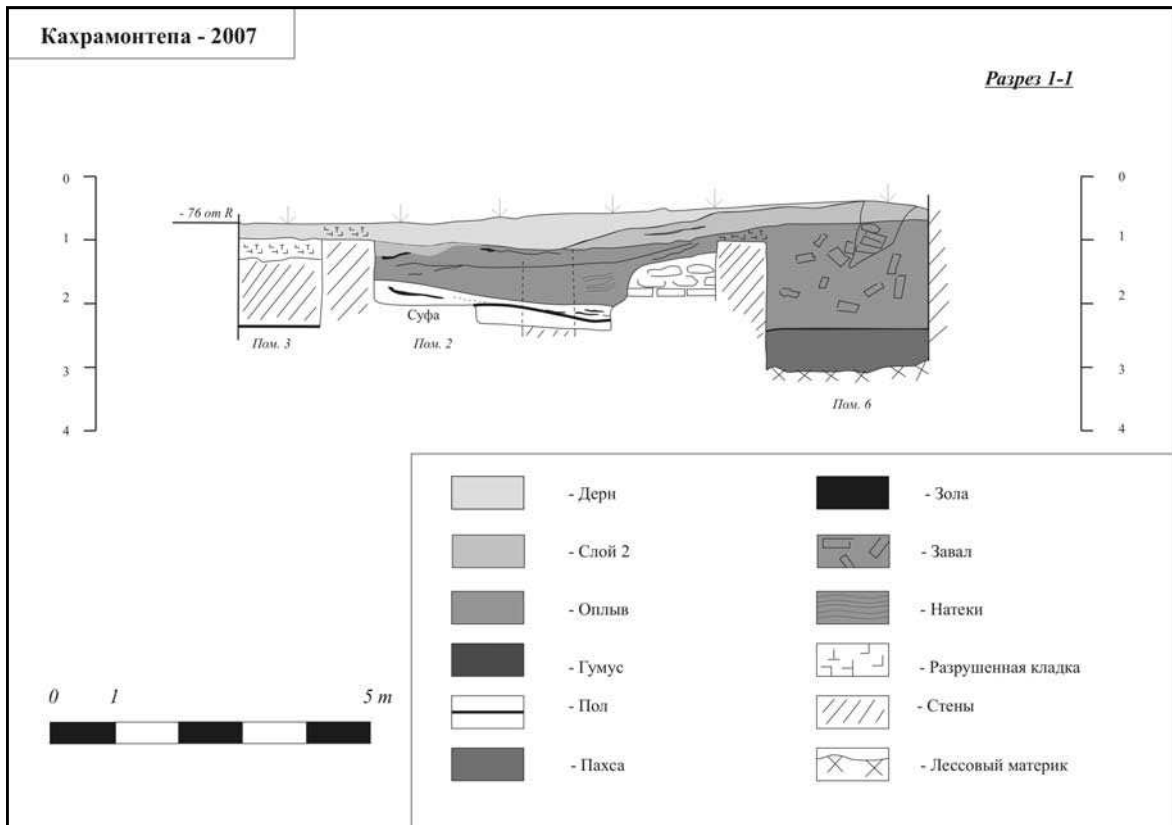 Кахрамонтепа - 2007
Разрез 1-1
0
1
2
3
4
- 76 от R
Суфа
Пом. 3
Пом. 2
Пом. 6
0
1
2
3
4
- Дерн
- Слой 2
- Оплыв
- Гумус
- Пол
- Пахса
- Зола
- Завал
- Натеки
- Разрушенная кладка
- Стены
- Лессовый материк
0 1 5 m